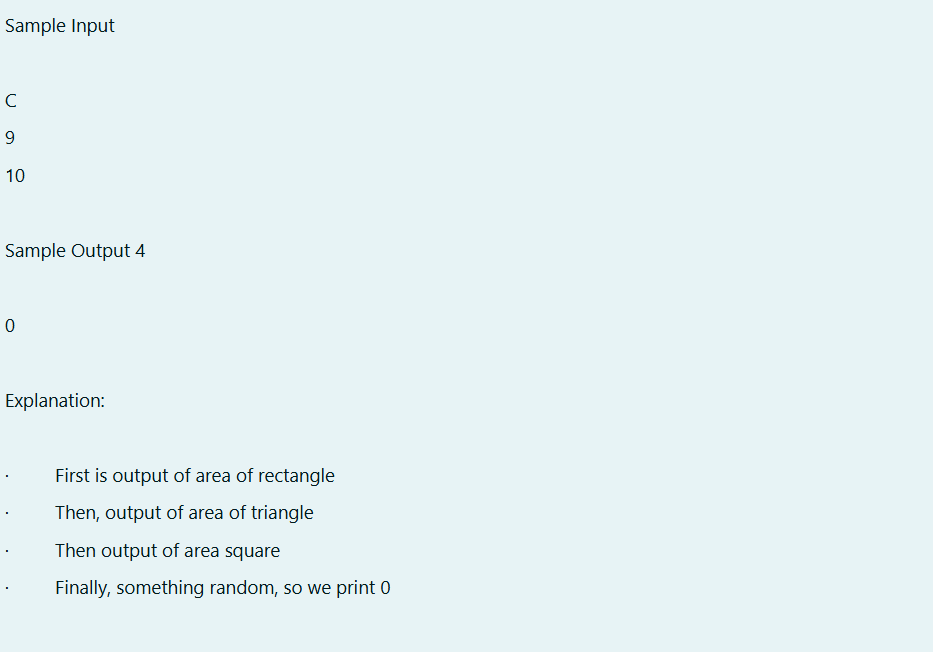 Sample Input
C
9
10
Sample Output 4
0
Explanation:
· First is output of area of rectangle
· Then, output of area of triangle
· Then output of area square
· Finally, something random, so we print 0